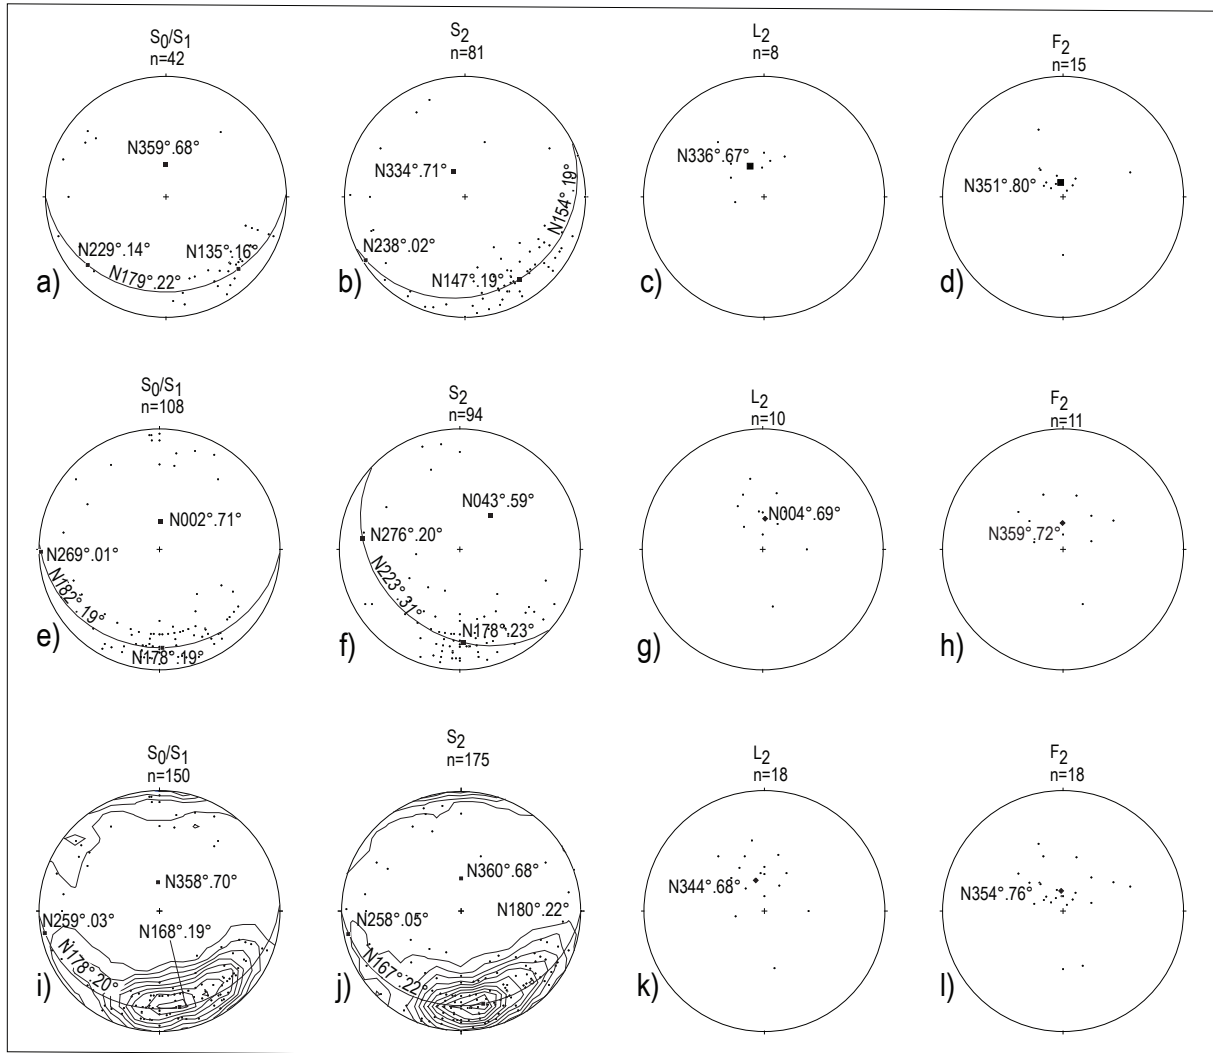 S0/S1
n=42
N359°.68°
N229°.14°
N135°.16°
N179°.22°
a)
S2
n=81
N334°.71°
N154°.19°
N238°.02°
N147°.19°
b)
L2
n=8
N336°.67°
c)
F2
n=15
N351°.80°
d)
S0/S1
n=108
N002°.71°
N269°.01°
N182°.19°
N178°.19°
e)
S2
n=94
N043°.59°
N276°.20°
N223°.31°
N178°.23°
f)
L2
n=10
N004°.69°
g)
F2
n=11
N359°.72°
h)
S0/S1
n=150
N358°.70°
N259°.03°
N168°.19°
N178°.20°
i)
S2
n=175
N360°.68°
N258°.05°
N180°.22°
N167°.22°
j)
L2
n=18
N344°.68°
k)
F2
n=18
N354°.76°
l)